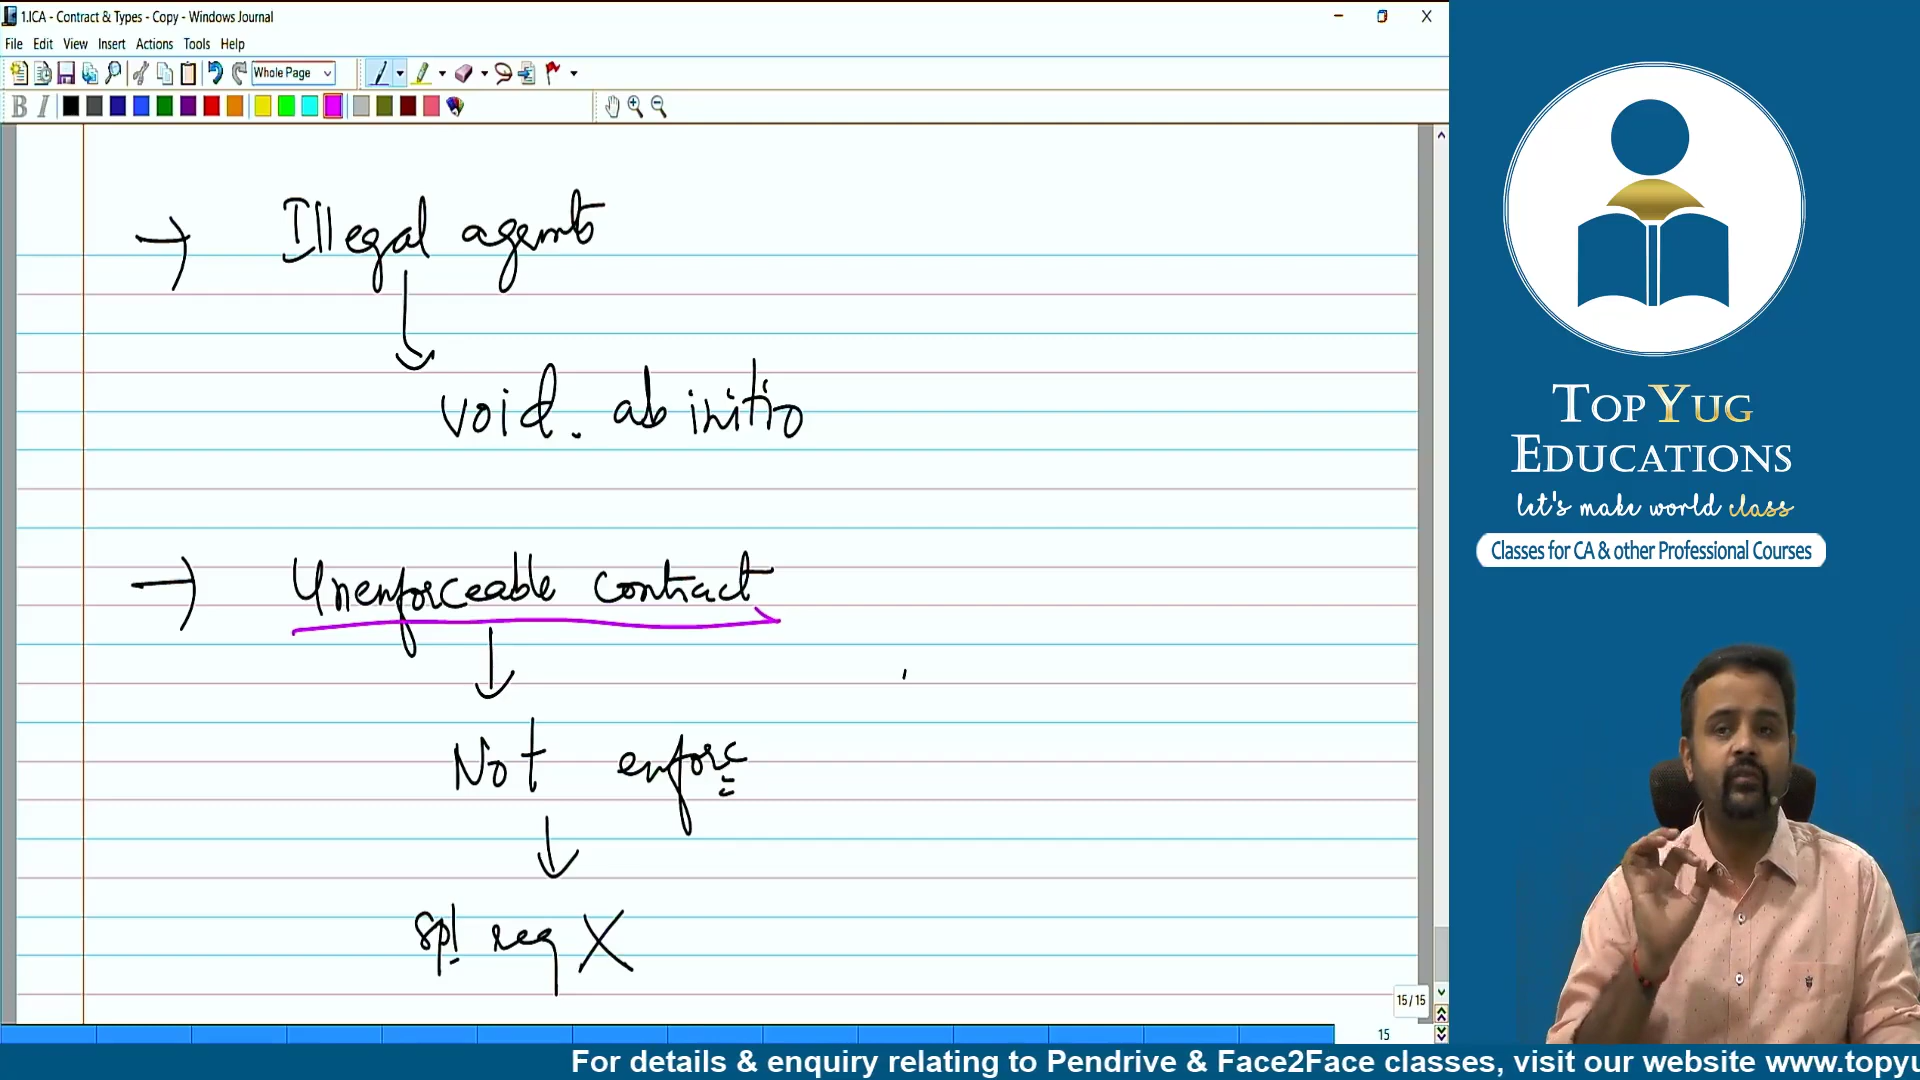 1.ICA - Contract & Types - Copy - Windows Journal
File Edit View Insert Actions Tools Help
Whole Page
B I
Illegal agemts
void. ab initio
Unenforceable contract
Not enforc
spl req X
15/15
15
TOPYUG
EDUCATIONS
let's make world class
Classes for CA & other Professional Courses
For details & enquiry relating to Pendrive & Face2Face classes, visit our website www.topyu